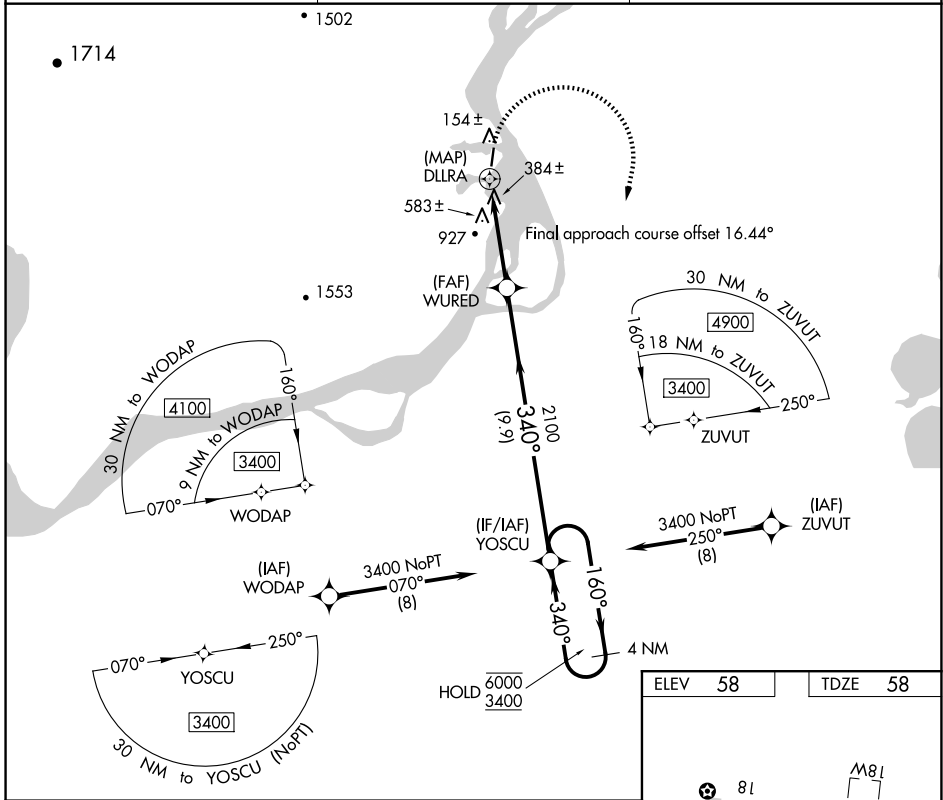 1502
1714
154±
(MAP)
DLLRA
384±
583±
927
Final approach course offset 16.44°
(FAF)
WURED
1553
30 NM to ZUVUT
4900
160°
18 NM to ZUVUT
3400
250°
ZUVUT
30 NM to WODAP
160°
4100
9 NM to WODAP
3400
070°
WODAP
340°
2100
(9.9)
(IF/IAF)
YOSCU
3400 NoPT
250°
(8)
(IAF)
ZUVUT
(IAF)
WODAP
3400 NoPT
070°
(8)
160°
340°
4 NM
HOLD
6000
3400
070°
250°
YOSCU
3400
30 NM to YOSCU (NoPT)
ELEV 58
TDZE 58
18
18W